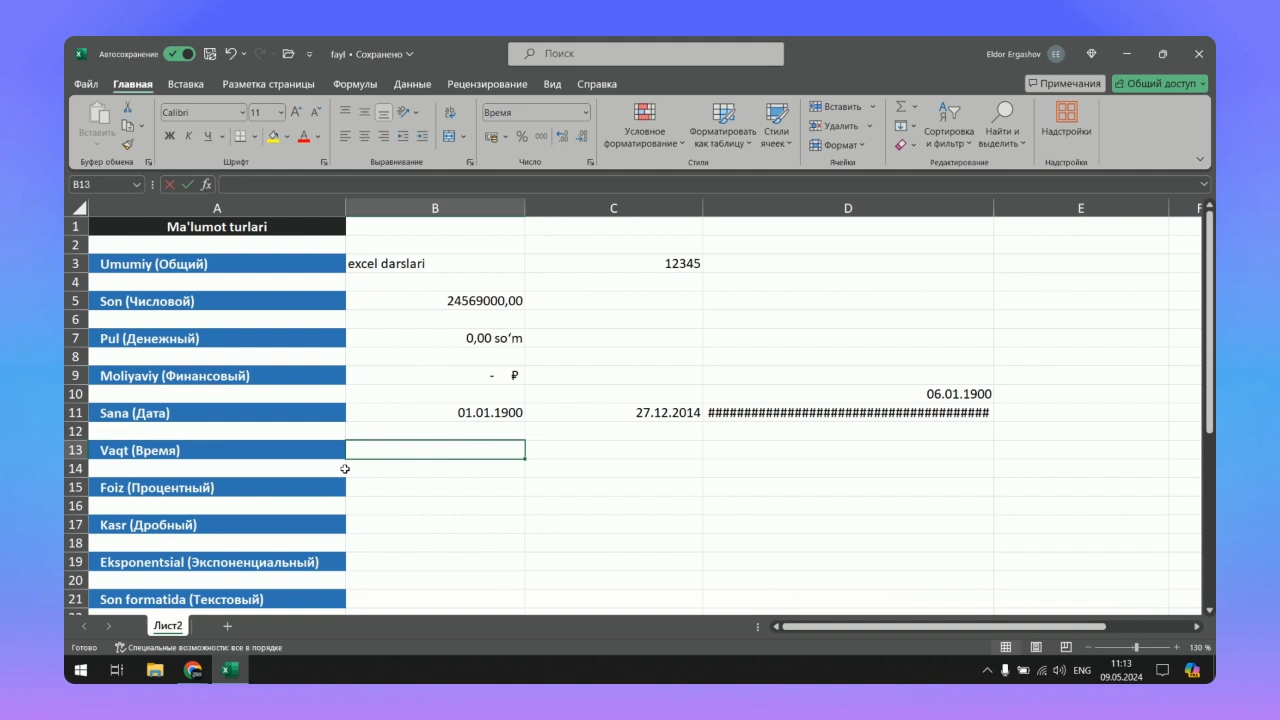 Автосохранение fayl • Сохранено Поиск Eldor Ergashov EE
Файл Главная Вставка Разметка страницы Формулы Данные Рецензирование Вид Справка Примечания Общий доступ
Вставить Calibri 11 Время Условное форматирование Форматировать как таблицу Стили ячеек Вставить Удалить Формат Сортировка и фильтр Найти и выделить Надстройки
Ж К Ч A % 000
Буфер обмена Шрифт Выравнивание Число Стили Ячейки Редактирование Надстройки
B13 fx
A B C D E F
1 Ma'lumot turlari
2
3 Umumiy (Общий) excel darslari 12345
4
5 Son (Числовой) 24569000,00
6
7 Pul (Денежный) 0,00 soʻm
8
9 Moliyaviy (Финансовый) - ₽
10 06.01.1900
11 Sana (Дата) 01.01.1900 27.12.2014 #######################################
12
13 Vaqt (Время)
14
15 Foiz (Процентный)
16
17 Kasr (Дробный)
18
19 Eksponentsial (Экспоненциальный)
20
21 Son formatida (Текстовый)
Лист2
Готово Специальные возможности: все в порядке 130 %
ENG 11:13
09.05.2024